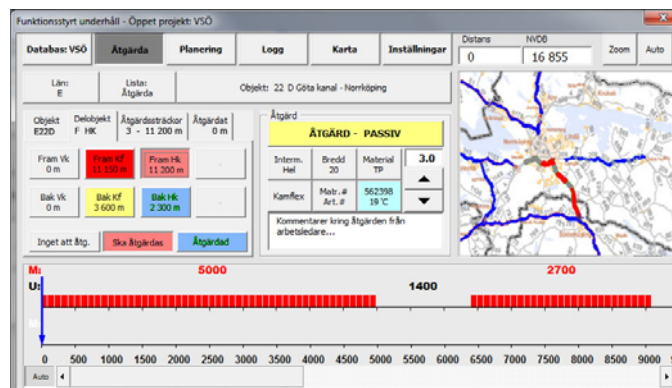 Funktionsstyrt underhåll - Öppet projekt: VSÖ
Databas: VSÖ Åtgärda Planering Logg Karta Inställningar
Distans NVDB
0 16 855 Zoom Auto
Län: Lista: Objekt: 22 D Göta kanal - Norrköping
E Åtgärda
Objekt Delobjekt Åtgärdssträckor Åtgärdat
E22D F HK 3 - 11 200 m 0 m
Fram Vk Fram Kf Fram Hk
0 m 11 150 m 11 200 m
Bak Vk Bak Kf Bak Hk
0 m 3 600 m 2 300 m
Inget att åtg. Ska åtgärdas Åtgärdad
Åtgärd
ÅTGÄRD - PASSIV
Interm. Bredd Material 3.0
Hel 20 TP
Kamflex Matr.# 562398
Art.# 19°C
Kommentarer kring åtgärden från
arbetsledare...
M: 5000 2700
U: 1400
0 500 1000 1500 2000 2500 3000 3500 4000 4500 5000 5500 6000 6500 7000 7500 8000 8500 9000
Auto